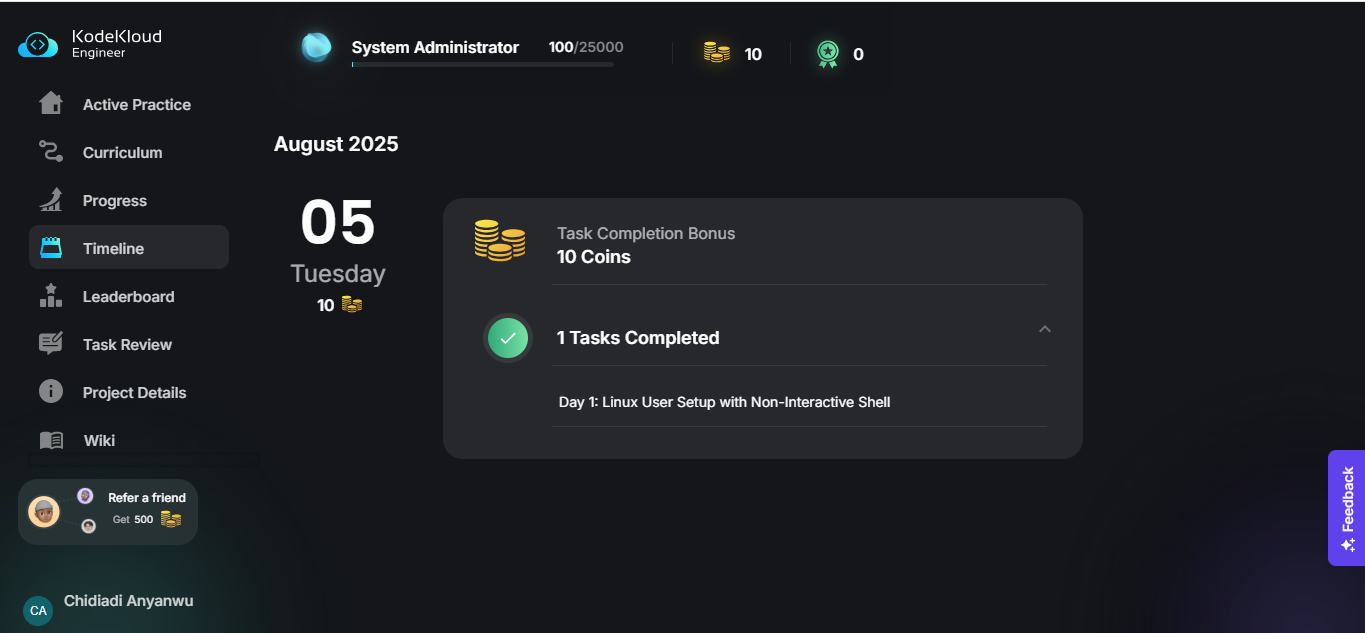 KodeKloud
Engineer
System Administrator 100/25000 10 0
Active Practice
Curriculum
Progress
Timeline
Leaderboard
Task Review
Project Details
Wiki
Refer a friend
Get 500
CA Chidiadi Anyanwu
August 2025
05
Tuesday
10
Task Completion Bonus
10 Coins
1 Tasks Completed
Day 1: Linux User Setup with Non-Interactive Shell
Feedback